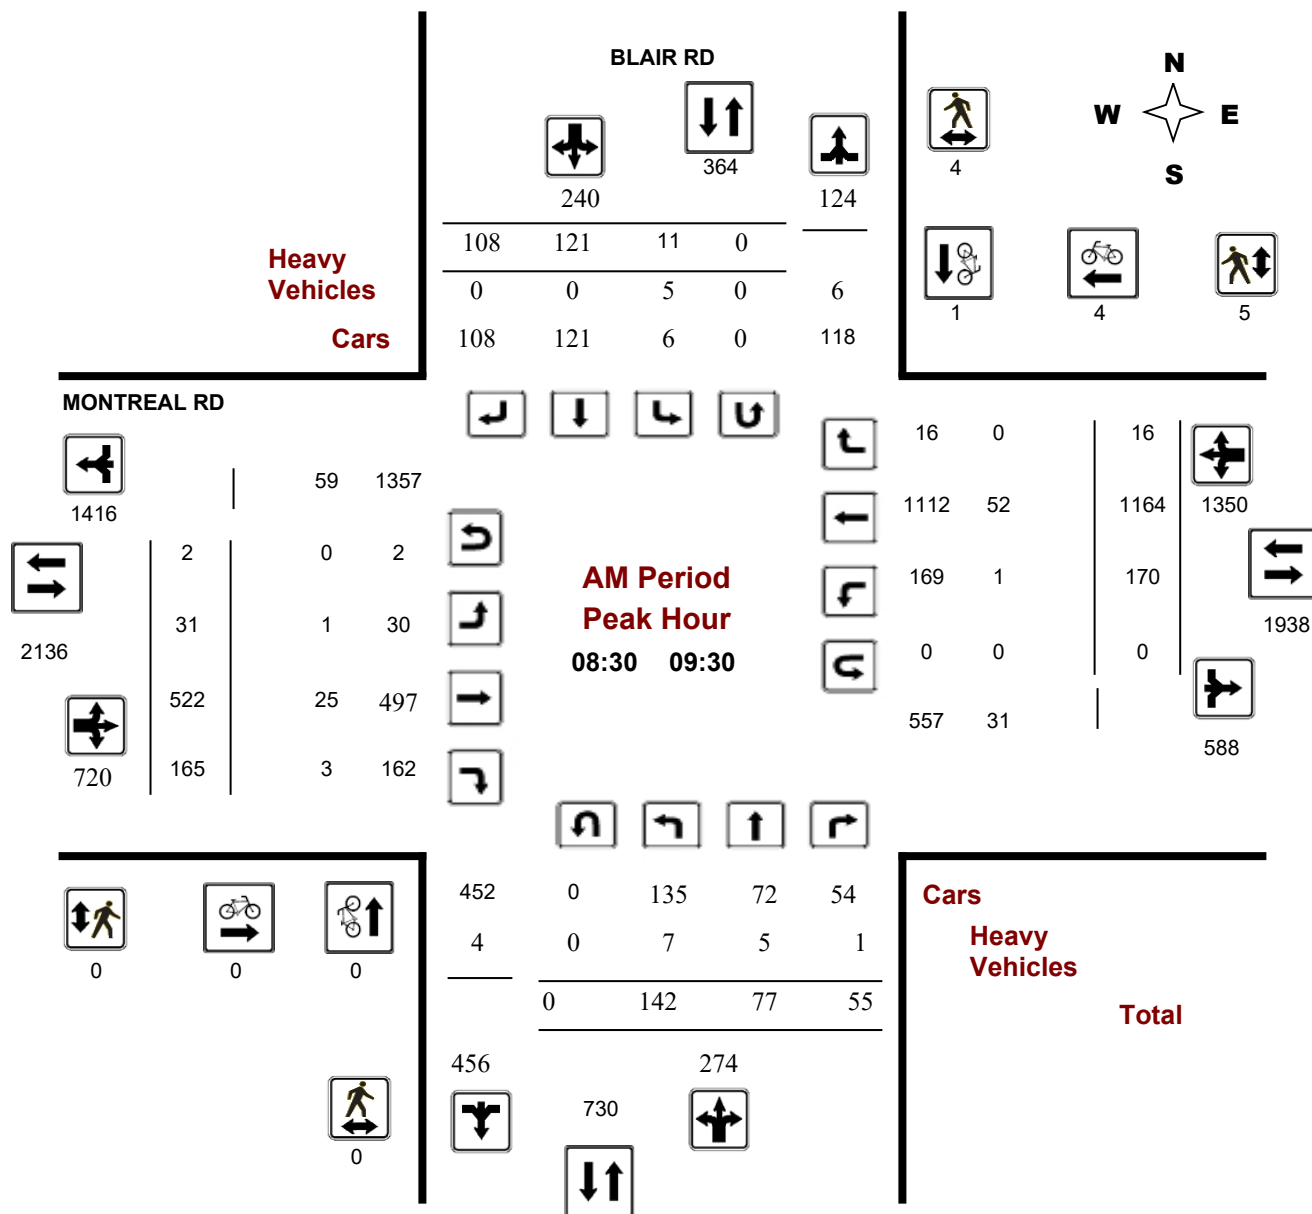 BLAIR RD
N
W E
S
364
4
240
124
108 121 11 0
Heavy
Vehicles
0 0 5 0 6
1 4 5
Cars
108 121 6 0 118
MONTREAL RD
16 0 16
59 1357
1416
1112 52 1164 1350
2 0 2
AM Period
169 1 170
31 1 30
Peak Hour
1938
2136
08:30 09:30
0 0 0
522 25 497
557 31
588
720
165 3 162
452 0 135 72 54
Cars
4 0 7 5 1
Heavy
Vehicles
0 0 0
0 142 77 55
Total
456 274
730
0